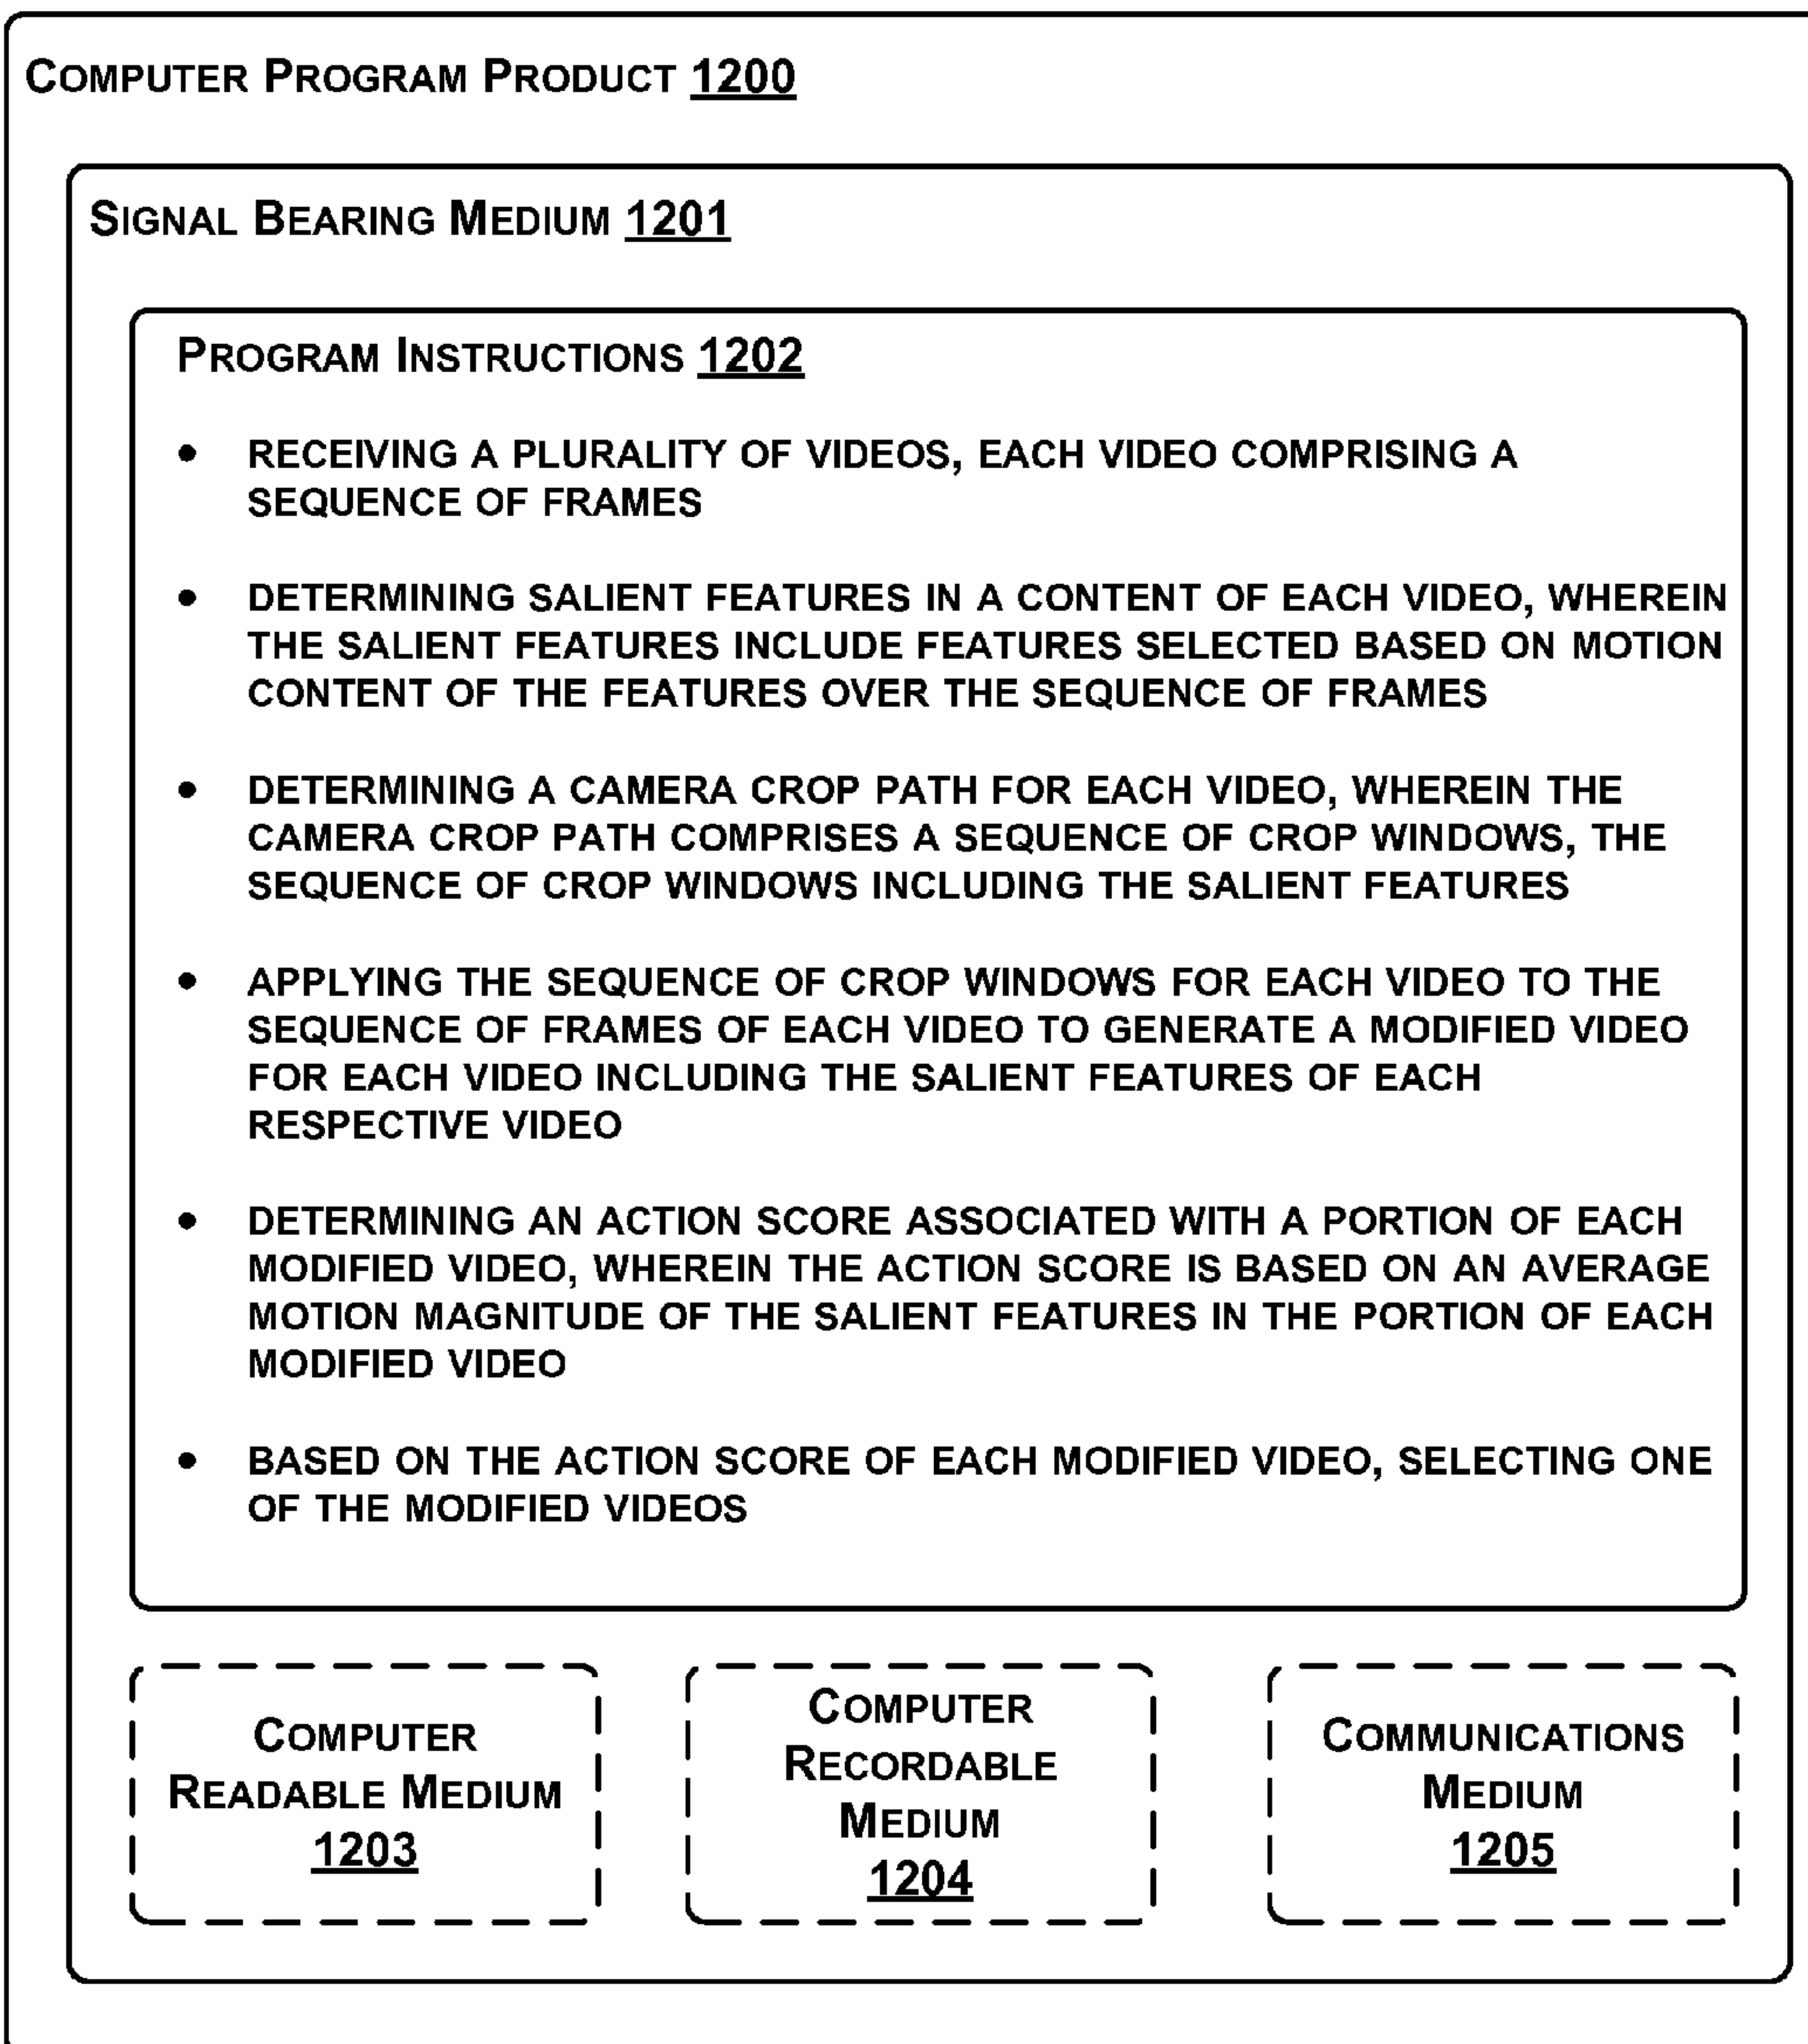 COMPUTER PROGRAM PRODUCT 1200
SIGNAL BEARING MEDIUM 1201
PROGRAM INSTRUCTIONS 1202
• RECEIVING A PLURALITY OF VIDEOS, EACH VIDEO COMPRISING A
SEQUENCE OF FRAMES
• DETERMINING SALIENT FEATURES IN A CONTENT OF EACH VIDEO, WHEREIN
THE SALIENT FEATURES INCLUDE FEATURES SELECTED BASED ON MOTION
CONTENT OF THE FEATURES OVER THE SEQUENCE OF FRAMES
• DETERMINING A CAMERA CROP PATH FOR EACH VIDEO, WHEREIN THE
CAMERA CROP PATH COMPRISES A SEQUENCE OF CROP WINDOWS, THE
SEQUENCE OF CROP WINDOWS INCLUDING THE SALIENT FEATURES
• APPLYING THE SEQUENCE OF CROP WINDOWS FOR EACH VIDEO TO THE
SEQUENCE OF FRAMES OF EACH VIDEO TO GENERATE A MODIFIED VIDEO
FOR EACH VIDEO INCLUDING THE SALIENT FEATURES OF EACH
RESPECTIVE VIDEO
• DETERMINING AN ACTION SCORE ASSOCIATED WITH A PORTION OF EACH
MODIFIED VIDEO, WHEREIN THE ACTION SCORE IS BASED ON AN AVERAGE
MOTION MAGNITUDE OF THE SALIENT FEATURES IN THE PORTION OF EACH
MODIFIED VIDEO
• BASED ON THE ACTION SCORE OF EACH MODIFIED VIDEO, SELECTING ONE
OF THE MODIFIED VIDEOS
COMPUTER
READABLE MEDIUM
1203
COMPUTER
RECORDABLE
MEDIUM
1204
COMMUNICATIONS
MEDIUM
1205